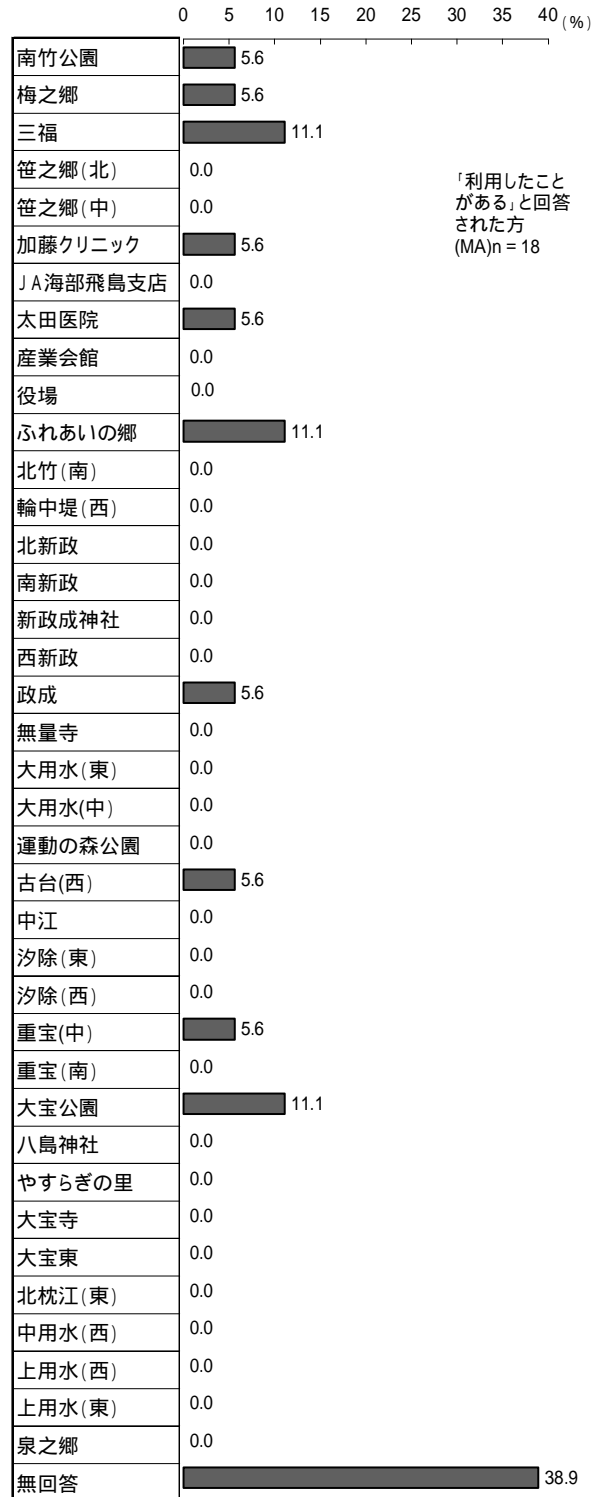 0 5 10 15 20 25 30 35 40 (%)
南竹公園 5.6
梅之郷 5.6
三福 11.1
笹之郷(北) 0.0
笹之郷(中) 0.0
「利用したこと
がある」と回答
された方
(MA)n = 18
加藤クリニック 5.6
JA海部飛島支店 0.0
太田医院 5.6
産業会館 0.0
役場 0.0
ふれあいの郷 11.1
北竹(南) 0.0
輪中堤(西) 0.0
北新政 0.0
南新政 0.0
新政成神社 0.0
西新政 0.0
政成 5.6
無量寺 0.0
大用水(東) 0.0
大用水(中) 0.0
運動の森公園 0.0
古台(西) 5.6
中江 0.0
汐除(東) 0.0
汐除(西) 0.0
重宝(中) 5.6
重宝(南) 0.0
大宝公園 11.1
八島神社 0.0
やすらぎの里 0.0
大宝寺 0.0
大宝東 0.0
北枕江(東) 0.0
中用水(西) 0.0
上用水(西) 0.0
上用水(東) 0.0
泉之郷 0.0
無回答 38.9